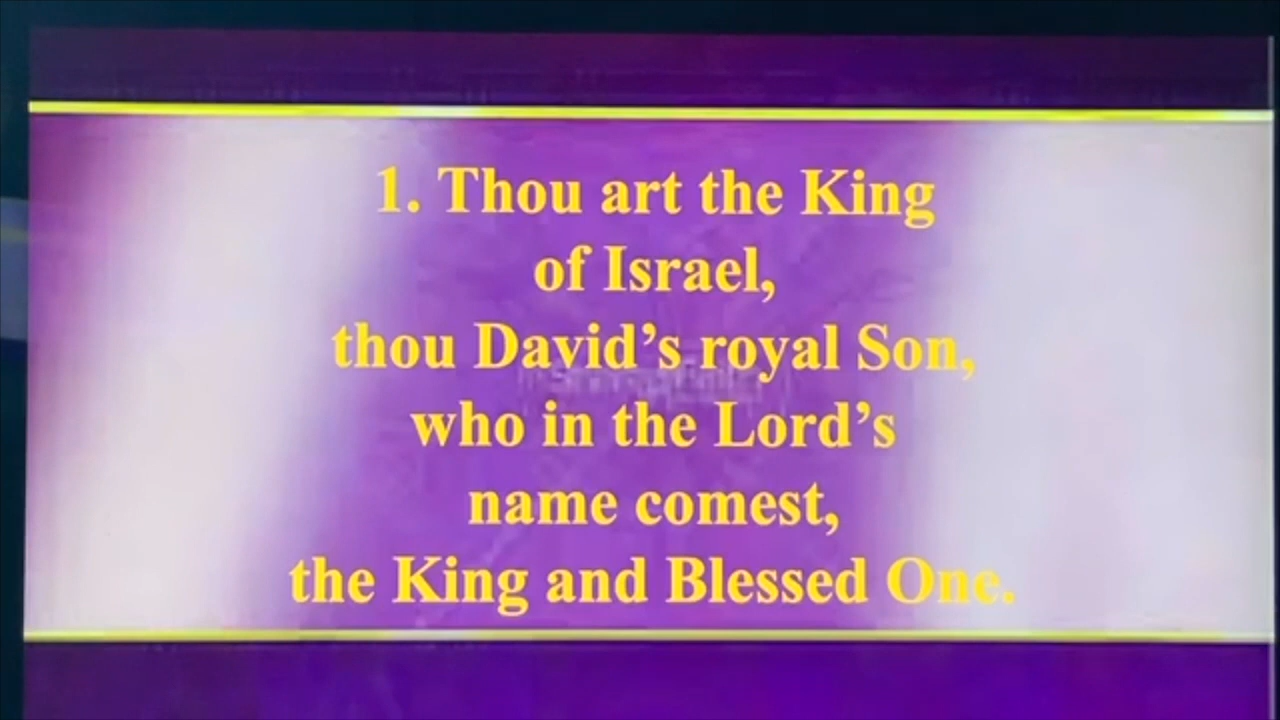 1. Thou art the King
of Israel,
thou David’s royal Son,
who in the Lord’s
name comest,
the King and Blessed One.